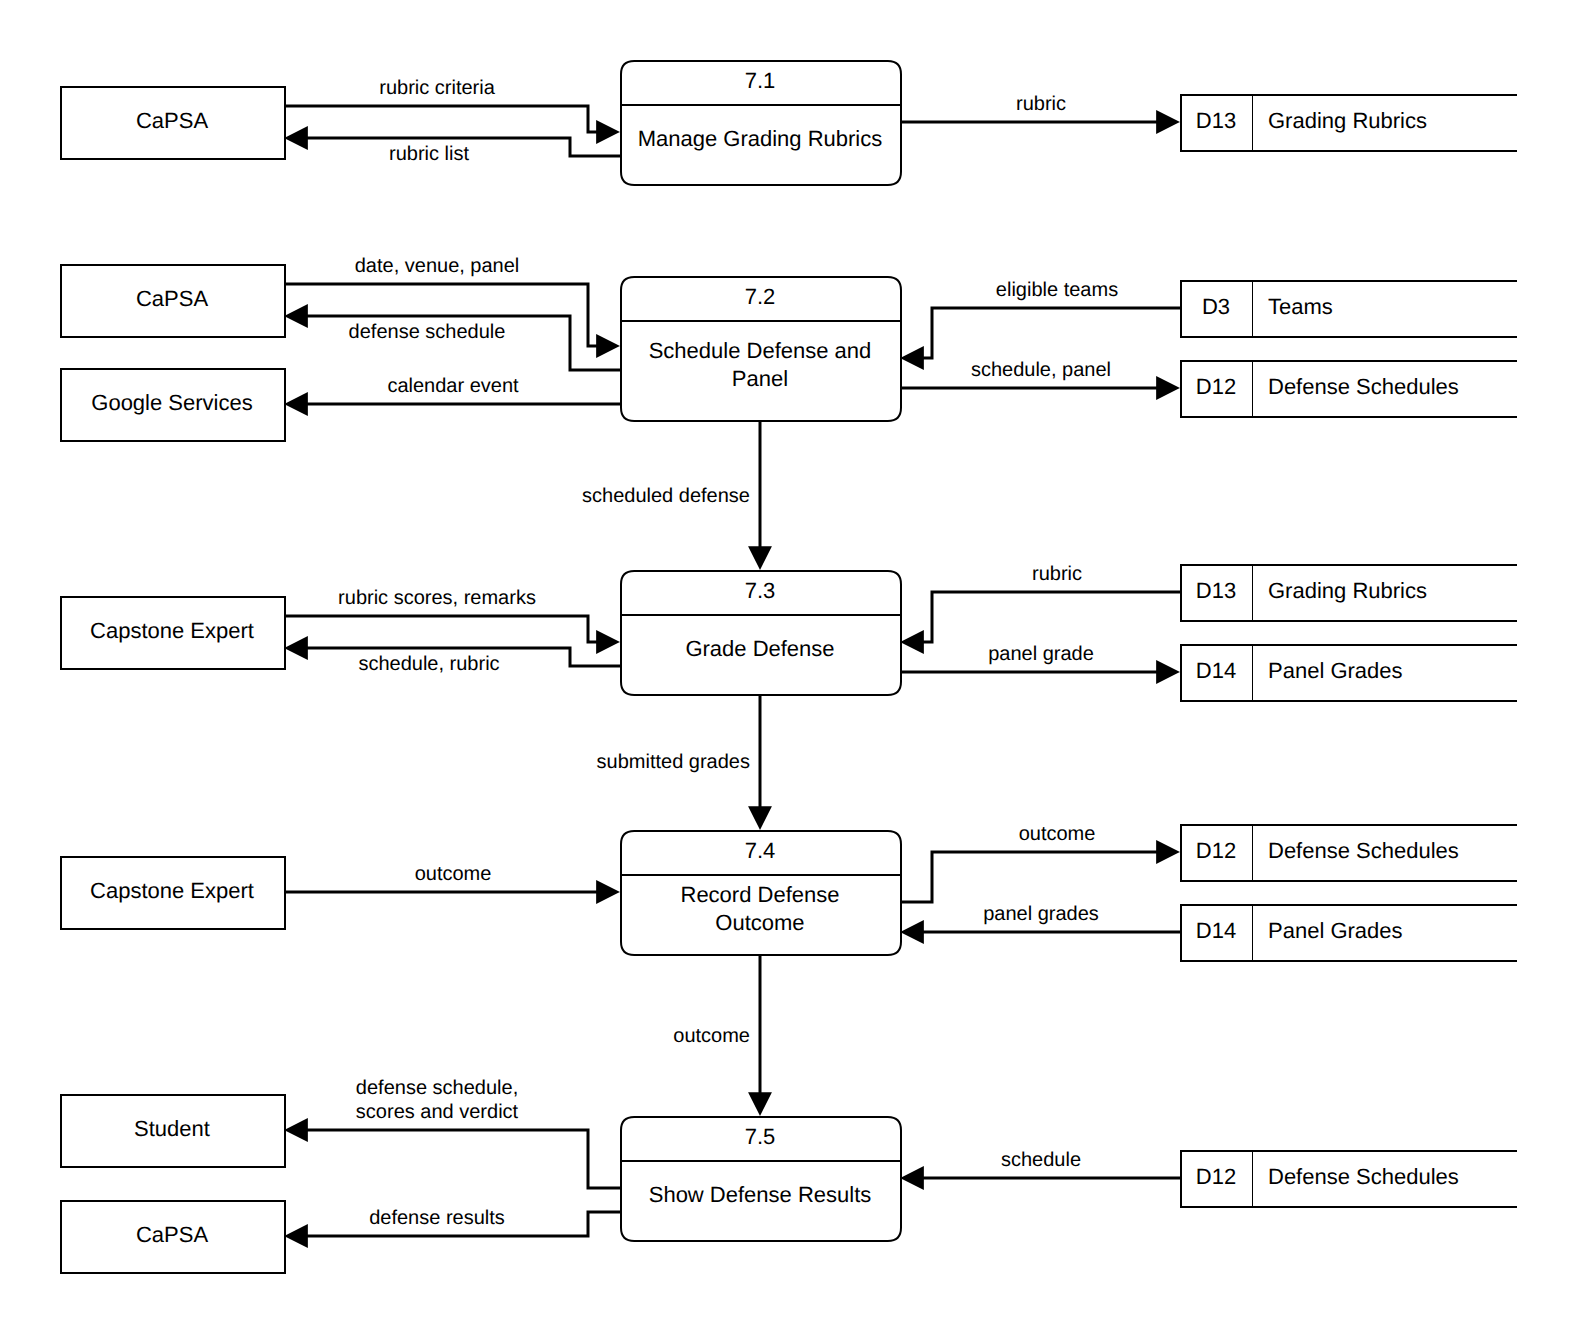 rubric criteria
7.1
CaPSA
rubric
D13 Grading Rubrics
Manage Grading Rubrics
rubric list
date, venue, panel
7.2
eligible teams
CaPSA
D3 Teams
defense schedule
Schedule Defense and
Panel
schedule, panel
D12 Defense Schedules
calendar event
Google Services
scheduled defense
rubric
rubric scores, remarks
7.3
D13 Grading Rubrics
Capstone Expert
Grade Defense
schedule, rubric
panel grade
D14 Panel Grades
submitted grades
outcome
7.4
D12 Defense Schedules
outcome
Capstone Expert
Record Defense
Outcome
panel grades
D14 Panel Grades
outcome
defense schedule,
scores and verdict
Student
7.5
schedule
D12 Defense Schedules
Show Defense Results
defense results
CaPSA